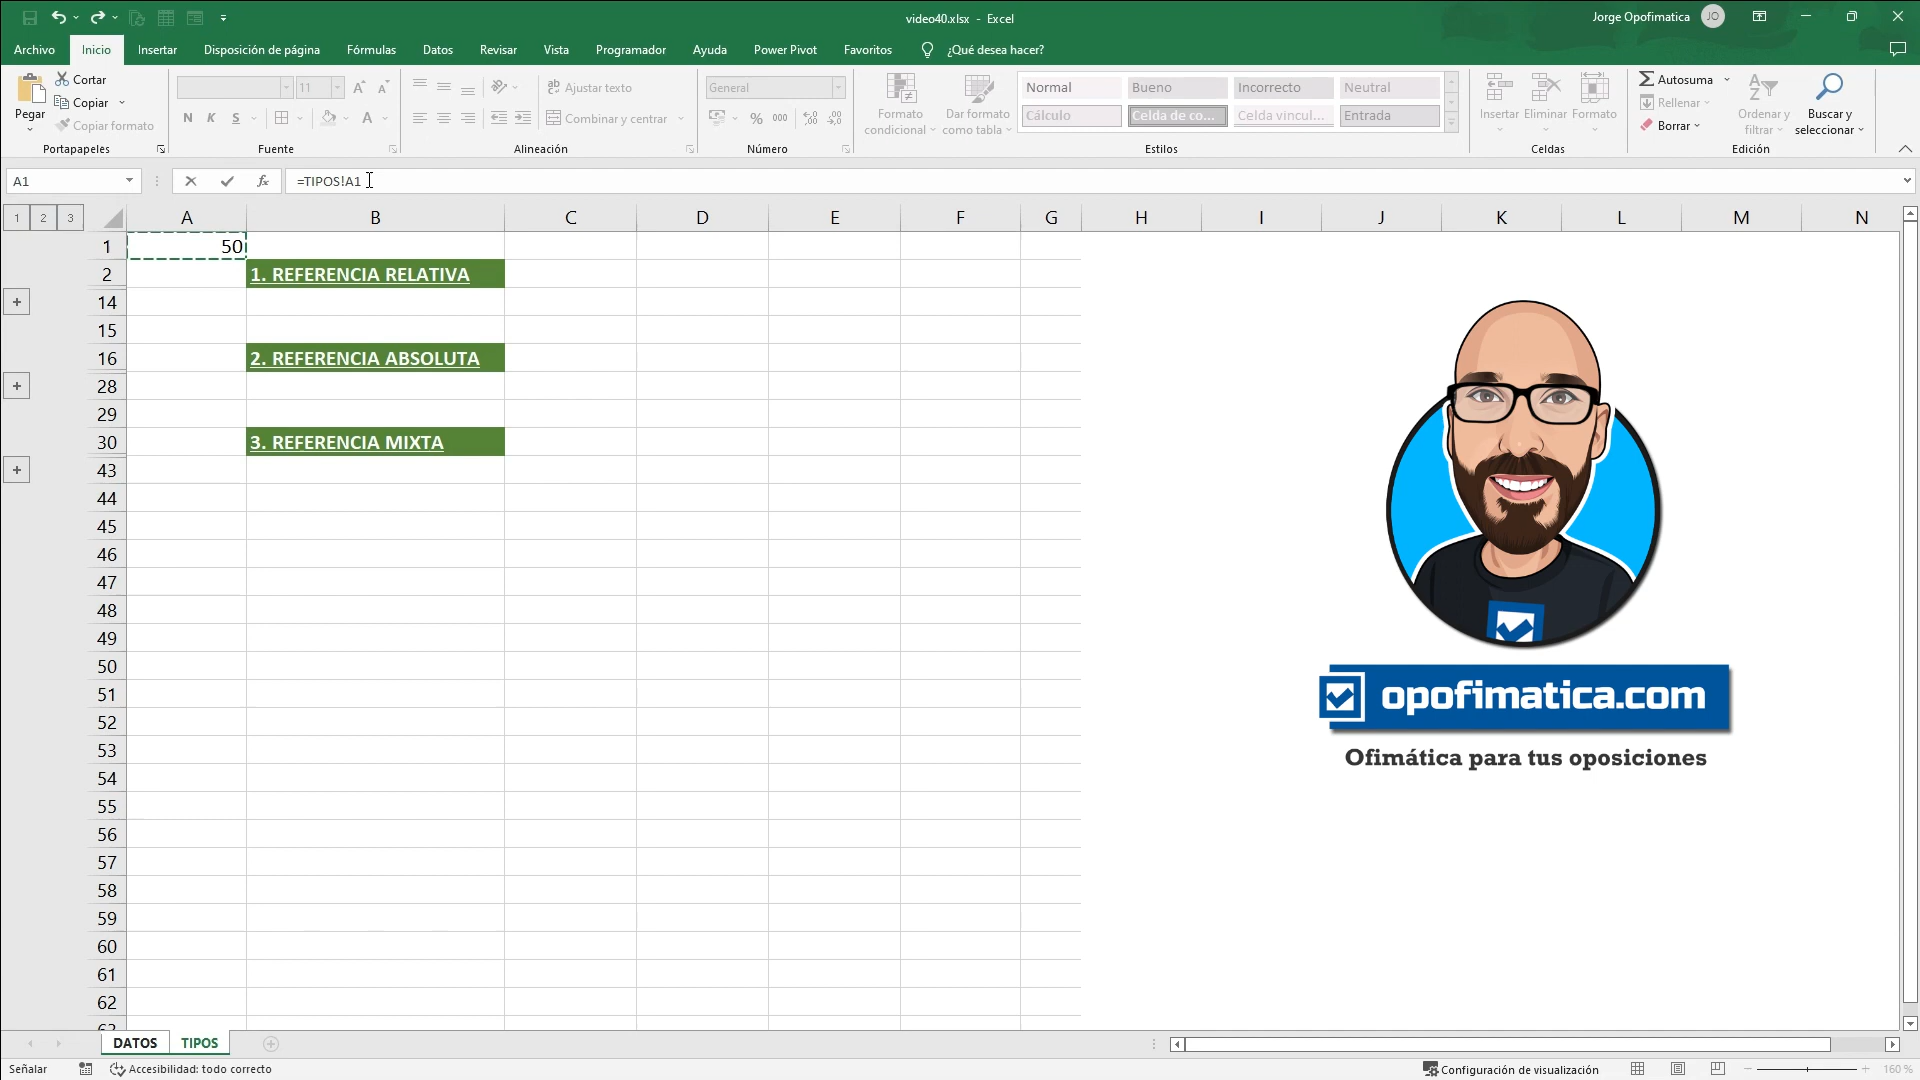 video40.xlsx - Excel
Jorge Opofimatica
JO
Archivo Inicio Insertar Disposición de página Fórmulas Datos Revisar Vista Programador Ayuda Power Pivot Favoritos ¿Qué desea hacer?
Pegar
Cortar
Copiar
Copiar formato
Portapapeles
11
N K S
Fuente
Ajustar texto
Combinar y centrar
Alineación
General
% 000
Número
Formato condicional
Dar formato como tabla
Normal Bueno Incorrecto Neutral
Cálculo Celda de co... Celda vincul... Entrada
Estilos
Insertar Eliminar Formato
Celdas
Autosuma
Rellenar
Borrar
Ordenar y filtrar
Buscar y seleccionar
Edición
A1
fx
=TIPOS!A1
1 2 3
A B C D E F G H I J K L M N
1 50
2 1. REFERENCIA RELATIVA
14
15
16 2. REFERENCIA ABSOLUTA
28
29
30 3. REFERENCIA MIXTA
43
44
45
46
47
48
49
50
51
52
53
54
55
56
57
58
59
60
61
62
63
opofimatica.com
Ofimática para tus oposiciones
DATOS TIPOS
Señalar
Accesibilidad: todo correcto
Configuración de visualización
160 %